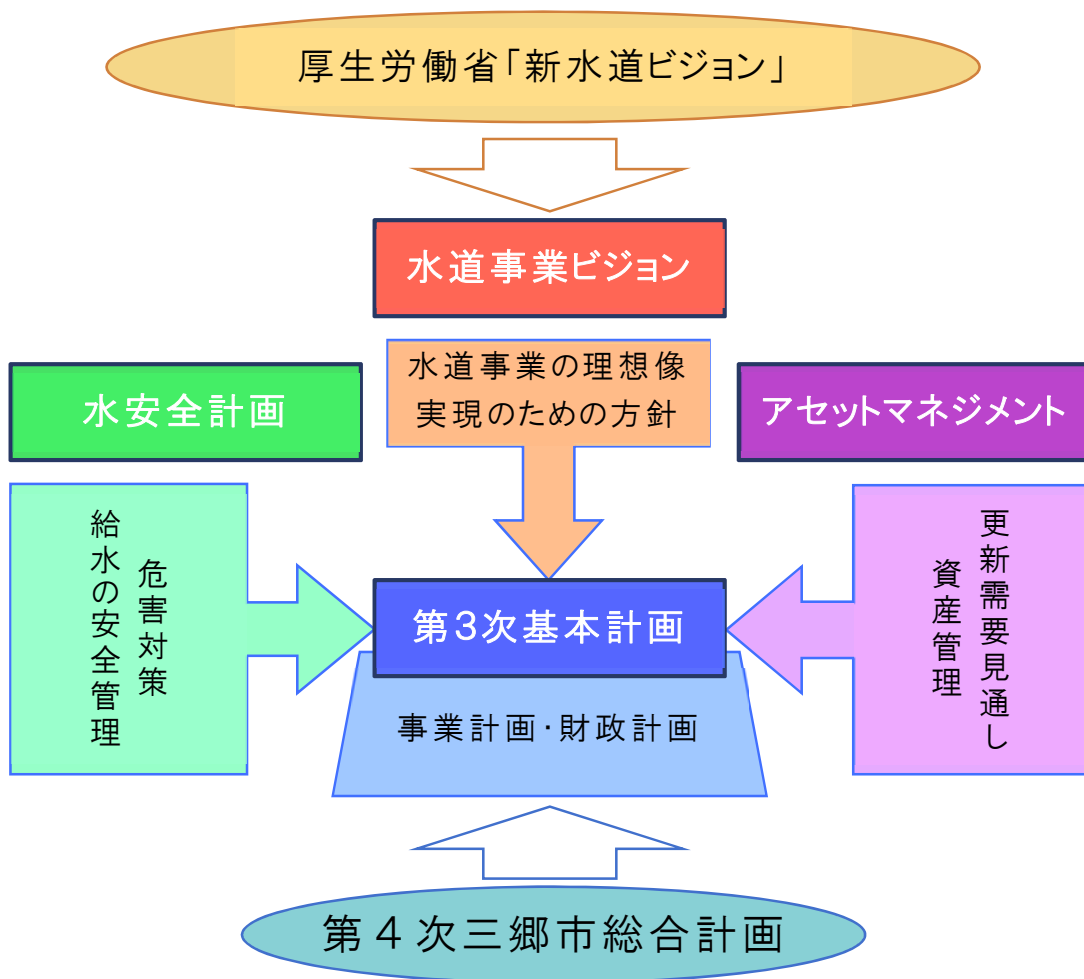 厚生労働省「新水道ビジョン」
水道事業ビジョン
水道事業の理想像
実現のための方針
水安全計画
アセットマネジメント
危害対策
給水の安全管理
更新需要見通し
資産管理
第3次基本計画
事業計画・財政計画
第４次三郷市総合計画